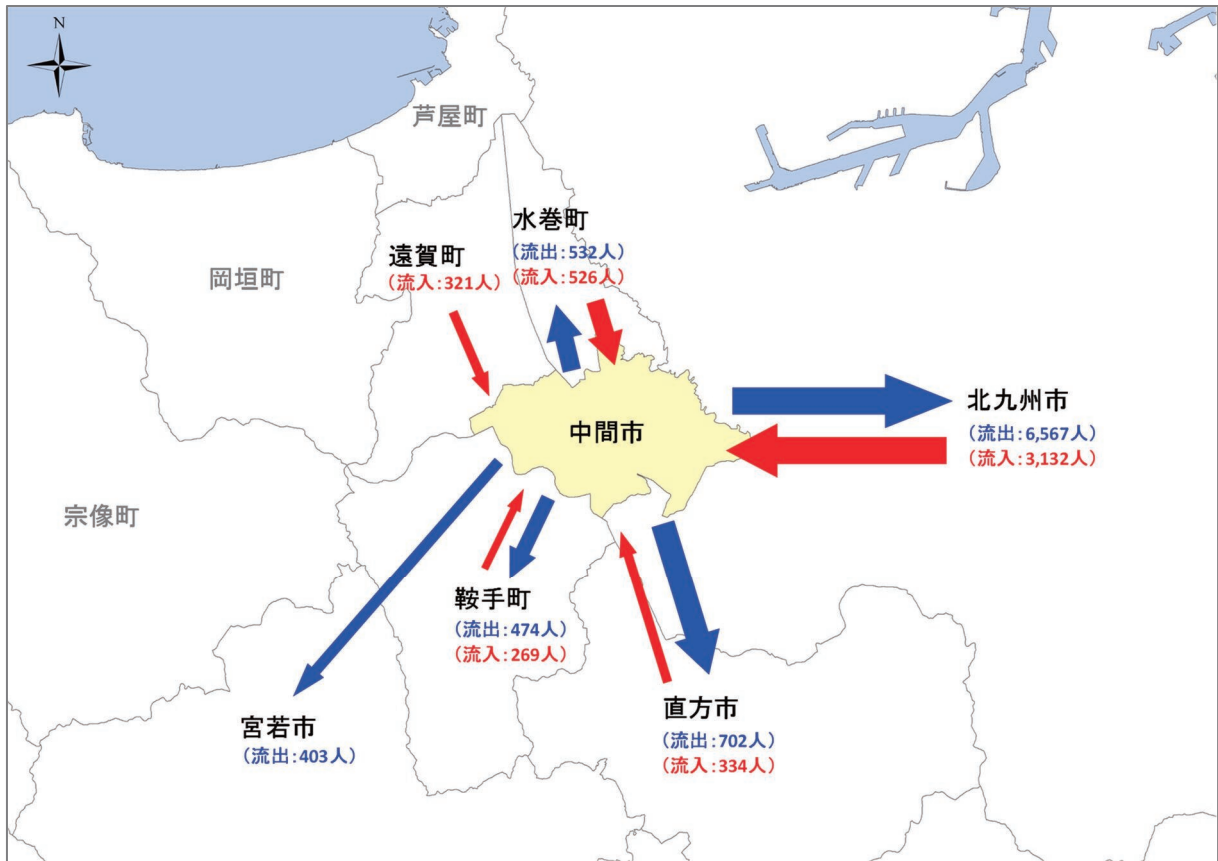 N
芦屋町
水巻町
(流出:532人)
(流入:526人)
遠賀町
(流入:321人)
岡垣町
北九州市
(流出:6,567人)
(流入:3,132人)
中間市
宗像町
鞍手町
(流出:474人)
(流入:269人)
宮若市
(流出:403人)
直方市
(流出:702人)
(流入:334人)